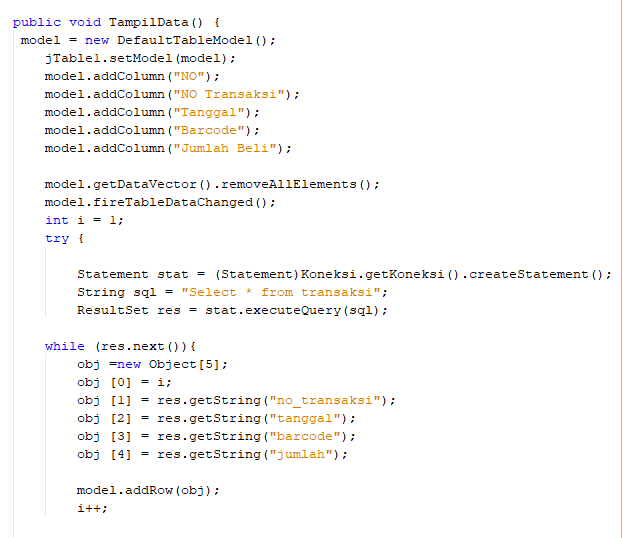 public void TampilData() {
model = new DefaultTableModel();
jTable1.setModel(model);
model.addColumn("NO");
model.addColumn("NO Transaksi");
model.addColumn("Tanggal");
model.addColumn("Barcode");
model.addColumn("Jumlah Beli");
model.getDataVector().removeAllElements();
model.fireTableDataChanged();
int i = 1;
try {
Statement stat = (Statement)Koneksi.getKoneksi().createStatement();
String sql = "Select * from transaksi";
ResultSet res = stat.executeQuery(sql);
while (res.next()){
obj =new Object[5];
obj [0] = i;
obj [1] = res.getString("no_transaksi");
obj [2] = res.getString("tanggal");
obj [3] = res.getString("barcode");
obj [4] = res.getString("jumlah");
model.addRow(obj);
i++;